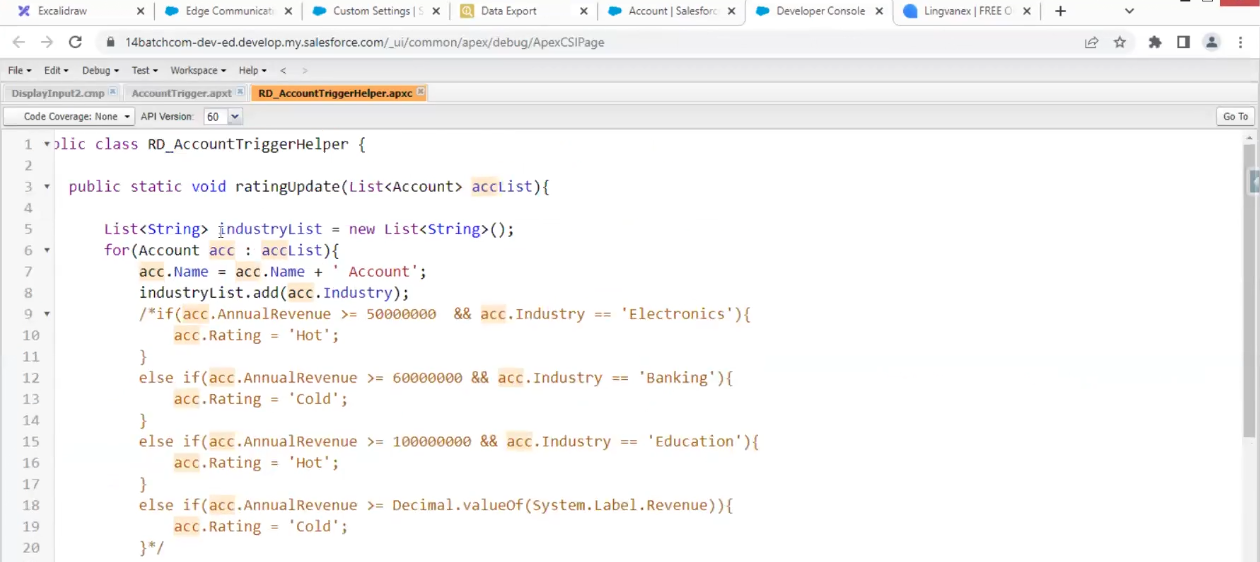 Excalidraw
Edge Communicati
Custom Settings | S
Data Export
Account | Salesforc
Developer Console
Lingvanex | FREE O
14batchcom-dev-ed.develop.my.salesforce.com/_ui/common/apex/debug/ApexCSIPage
File Edit Debug Test Workspace Help < >
DisplayInput2.cmp AccountTrigger.apxt RD_AccountTriggerHelper.apxc
Code Coverage: None API Version: 60 Go To
1 blic class RD_AccountTriggerHelper {
2
3 public static void ratingUpdate(List<Account> accList){
4
5 List<String> industryList = new List<String>();
6 for(Account acc : accList){
7 acc.Name = acc.Name + ' Account';
8 industryList.add(acc.Industry);
9 /*if(acc.AnnualRevenue >= 50000000 && acc.Industry == 'Electronics'){
10 acc.Rating = 'Hot';
11 }
12 else if(acc.AnnualRevenue >= 60000000 && acc.Industry == 'Banking'){
13 acc.Rating = 'Cold';
14 }
15 else if(acc.AnnualRevenue >= 100000000 && acc.Industry == 'Education'){
16 acc.Rating = 'Hot';
17 }
18 else if(acc.AnnualRevenue >= Decimal.valueOf(System.Label.Revenue)){
19 acc.Rating = 'Cold';
20 }*/